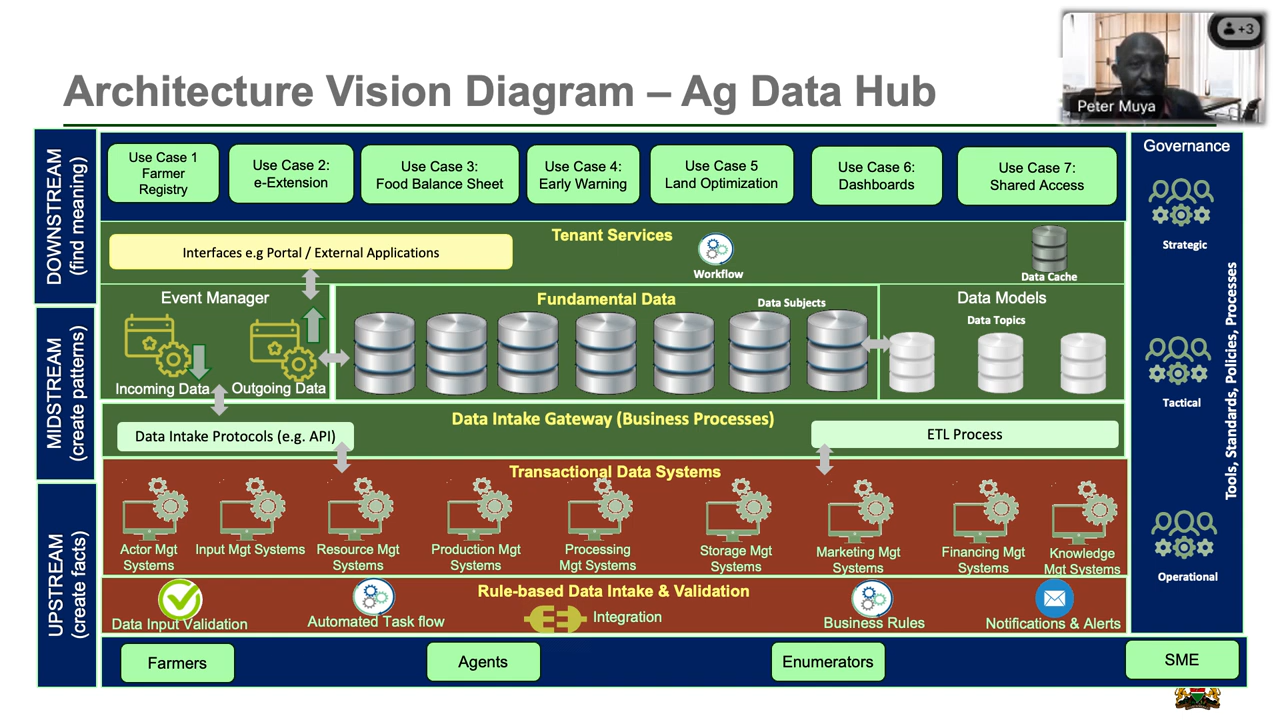 +3
Peter Muya
Architecture Vision Diagram – Ag Data Hub
DOWNSTREAM
(find meaning)
Use Case 1
Farmer
Registry
Use Case 2:
e-Extension
Use Case 3:
Food Balance Sheet
Use Case 4:
Early Warning
Use Case 5
Land Optimization
Use Case 6:
Dashboards
Use Case 7:
Shared Access
Governance
Strategic
Tactical
Operational
Tools, Standards, Policies, Processes
Tenant Services
Interfaces e.g Portal / External Applications
Workflow
Data Cache
MIDSTREAM
(create patterns)
Event Manager
Incoming Data
Outgoing Data
Fundamental Data
Data Subjects
Data Models
Data Topics
Data Intake Gateway (Business Processes)
Data Intake Protocols (e.g. API)
ETL Process
UPSTREAM
(create facts)
Transactional Data Systems
Actor Mgt
Systems
Input Mgt Systems
Resource Mgt
Systems
Production Mgt
Systems
Processing
Mgt Systems
Storage Mgt
Systems
Marketing Mgt
Systems
Financing Mgt
Systems
Knowledge
Mgt Systems
Rule-based Data Intake & Validation
Data Input Validation
Automated Task flow
Integration
Business Rules
Notifications & Alerts
Farmers
Agents
Enumerators
SME